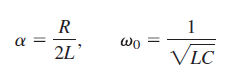 α = R / 2L, ω0 = 1 / √LC